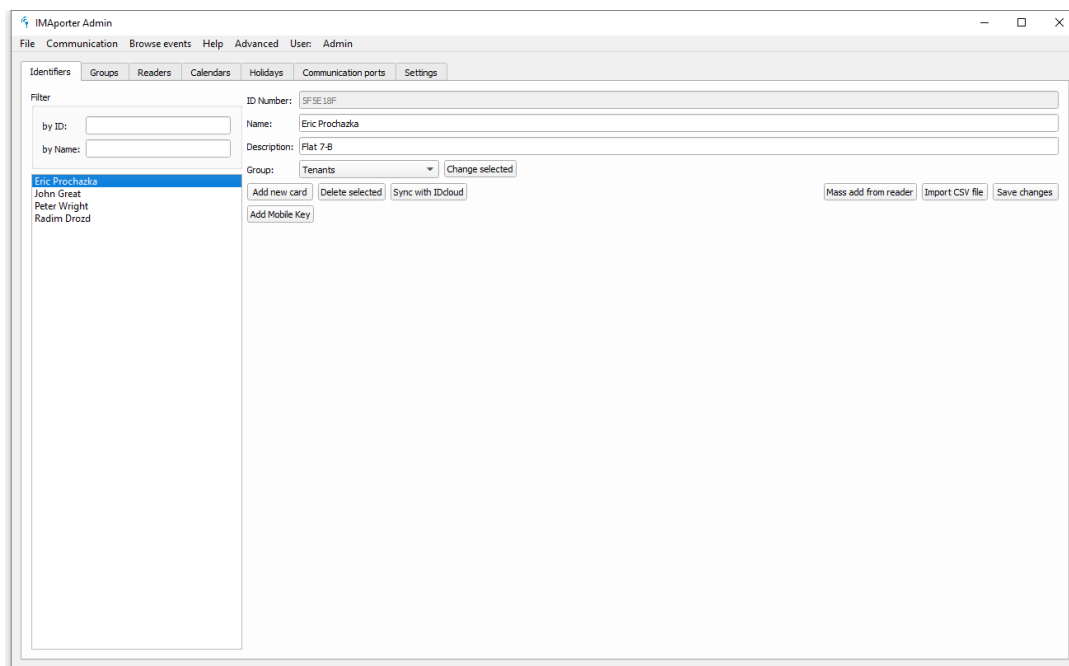 IMAporter Admin
File Communication Browse events Help Advanced User: Admin
Identifiers Groups Readers Calendars Holidays Communication ports Settings
Filter
by ID:
by Name:
Eric Prochazka
John Great
Peter Wright
Radim Drozd
ID Number: 5F5E18F
Name: Eric Prochazka
Description: Flat 7-B
Group: Tenants Change selected
Add new card Delete selected Sync with IDcloud Mass add from reader Import CSV file Save changes
Add Mobile Key